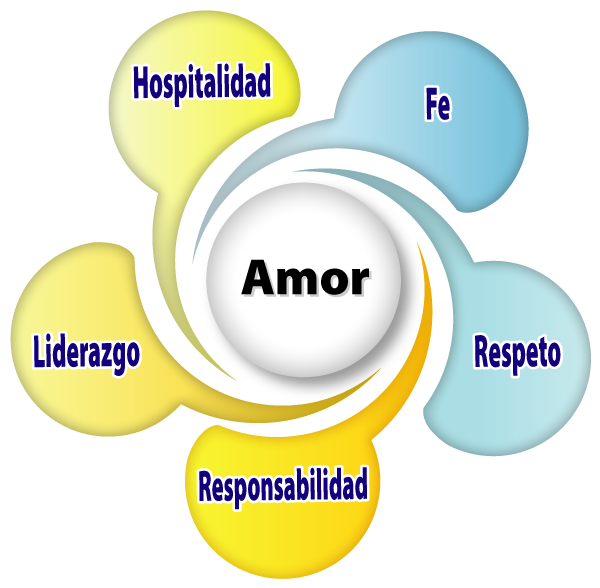 Hospitalidad
Fe
Amor
Liderazgo
Respeto
Responsabilidad